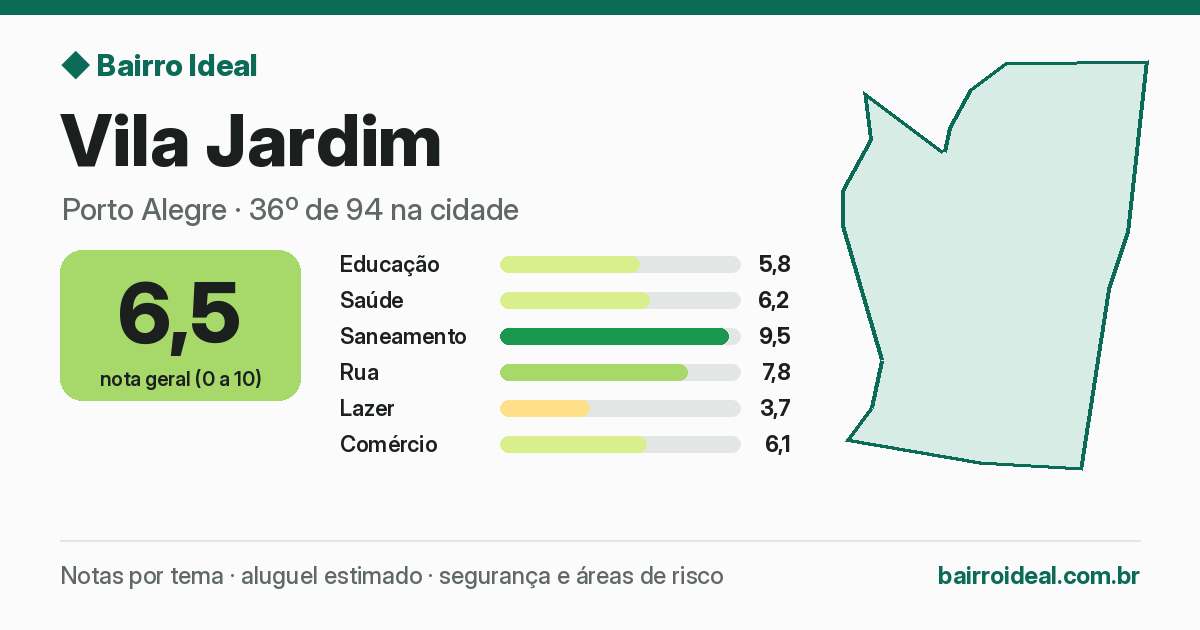 Bairro Ideal
Vila Jardim
Porto Alegre · 36º de 94 na cidade
6,5
nota geral (0 a 10)
Educação 5,8
Saúde 6,2
Saneamento 9,5
Rua 7,8
Lazer 3,7
Comércio 6,1
Notas por tema · aluguel estimado · segurança e áreas de risco
bairroideal.com.br